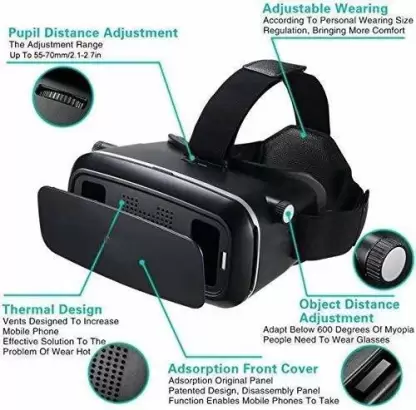 Pupil Distance Adjustment
The Adjustment Range
Up To 55-70mm/2.1-2.7in
Adjustable Wearing
According To Personal Wearing Size
Regulation, Bringing More Comfort
Thermal Design
Vents Designed To Increase
Mobile Phone
Effective Solution To The
Problem Of Wear Hot
Object Distance
Adjustment
Adapt Below 600 Degrees Of Myopia
People Need To Wear Glasses
Adsorption Front Cover
Adsorption Original Panel
Patented Design, Disassembly Panel
Function Enables Mobile Phones To Take